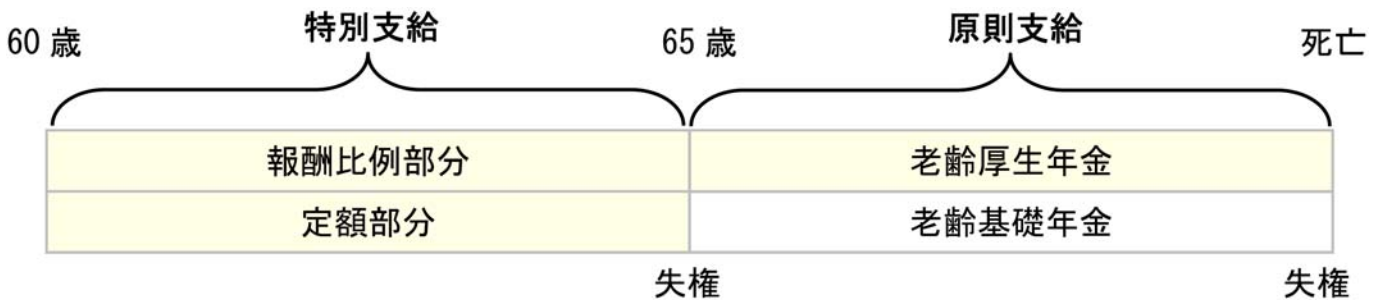 60 歳 特別支給 65 歳 原則支給 死亡
報酬比例部分 老齢厚生年金
定額部分 老齢基礎年金
失権 失権